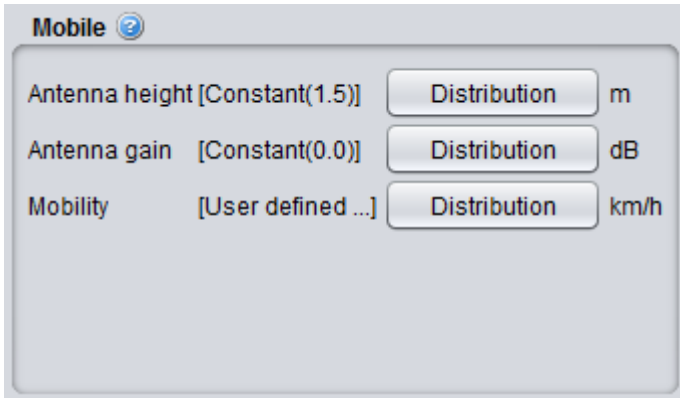 Mobile ?
Antenna height [Constant(1.5)] Distribution m
Antenna gain [Constant(0.0)] Distribution dB
Mobility [User defined ...] Distribution km/h